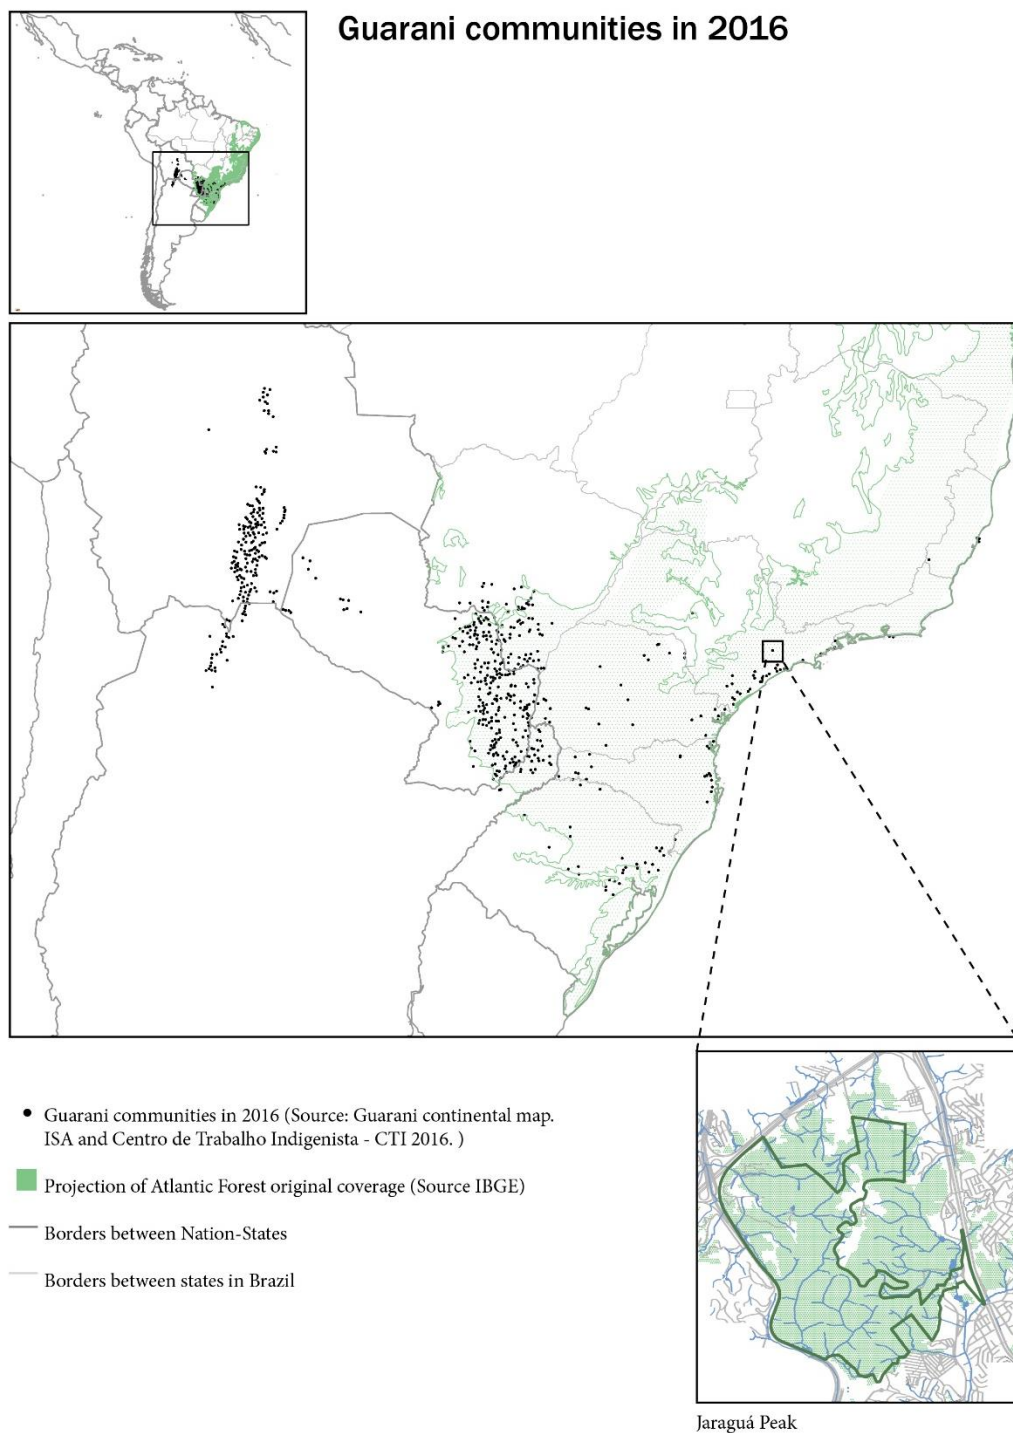 Guarani communities in 2016
Guarani communities in 2016 (Source: Guarani continental map.
ISA and Centro de Trabalho Indigenista - CTI 2016. )
Projection of Atlantic Forest original coverage (Source IBGE)
Borders between Nation-States
Borders between states in Brazil
Jaraguá Peak